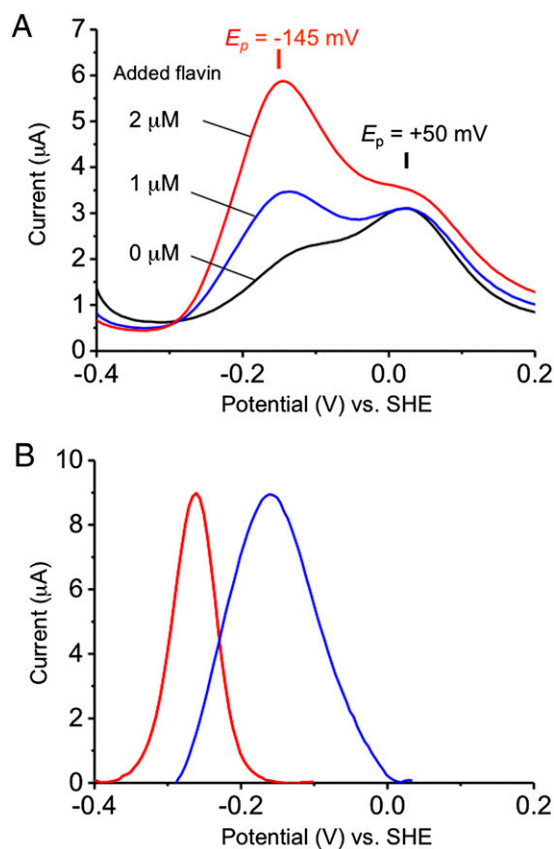 A
7
6
5
4
3
2
1
0
Current (μA)
Added flavin
2 μM
1 μM
0 μM
Ep = -145 mV
Ep = +50 mV
-0.4
-0.2
0.0
0.2
Potential (V) vs. SHE
B
10
8
6
4
2
0
Current (μA)
-0.4
-0.2
0.0
0.2
Potential (V) vs. SHE